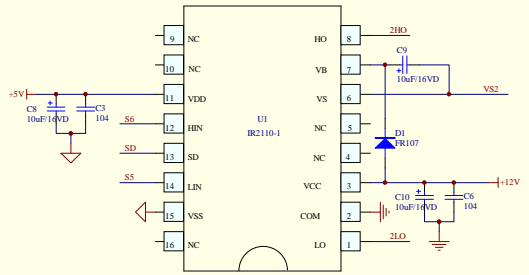 2HO
9 NC HO 8
C9
10 NC VB 7
10uF/16VD
+5V 11 VDD VS 6 VS2
C8 C3
10uF/16VD 104
U1
S6 12 HIN IR2110-1 NC 5
D1
FR107
SD 13 SD NC 4
S5 14 LIN VCC 3 +12V
C10 C6
10uF/16VD 104
15 VSS COM 2
16 NC LO 1 2LO